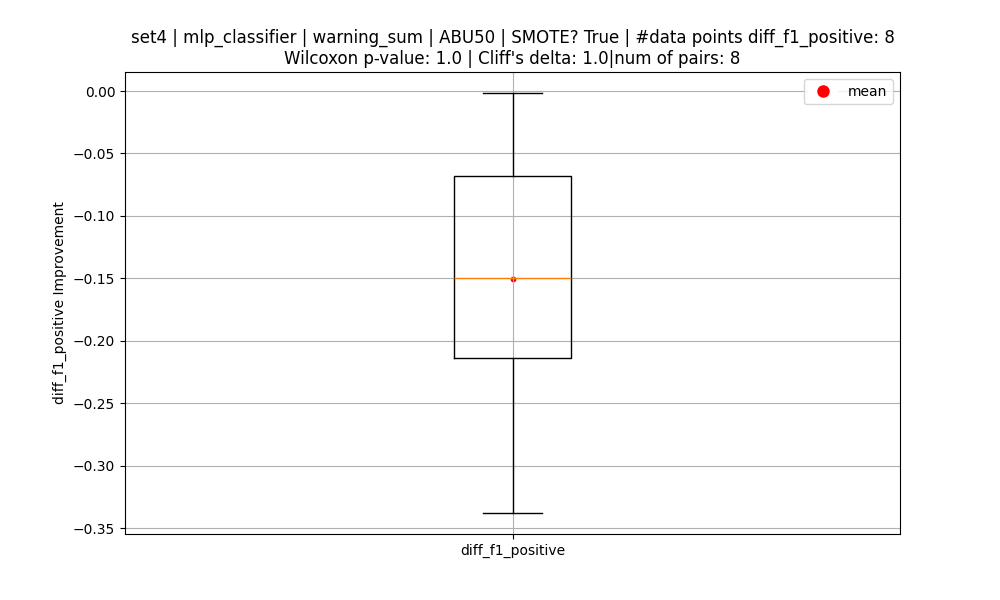 set4 | mlp_classifier | warning_sum | ABU50 | SMOTE? True | #data points diff_f1_positive: 8
Wilcoxon p-value: 1.0 | Cliff's delta: 1.0|num of pairs: 8
mean
diff_f1_positive Improvement
0.00
−0.05
−0.10
−0.15
−0.20
−0.25
−0.30
−0.35
diff_f1_positive